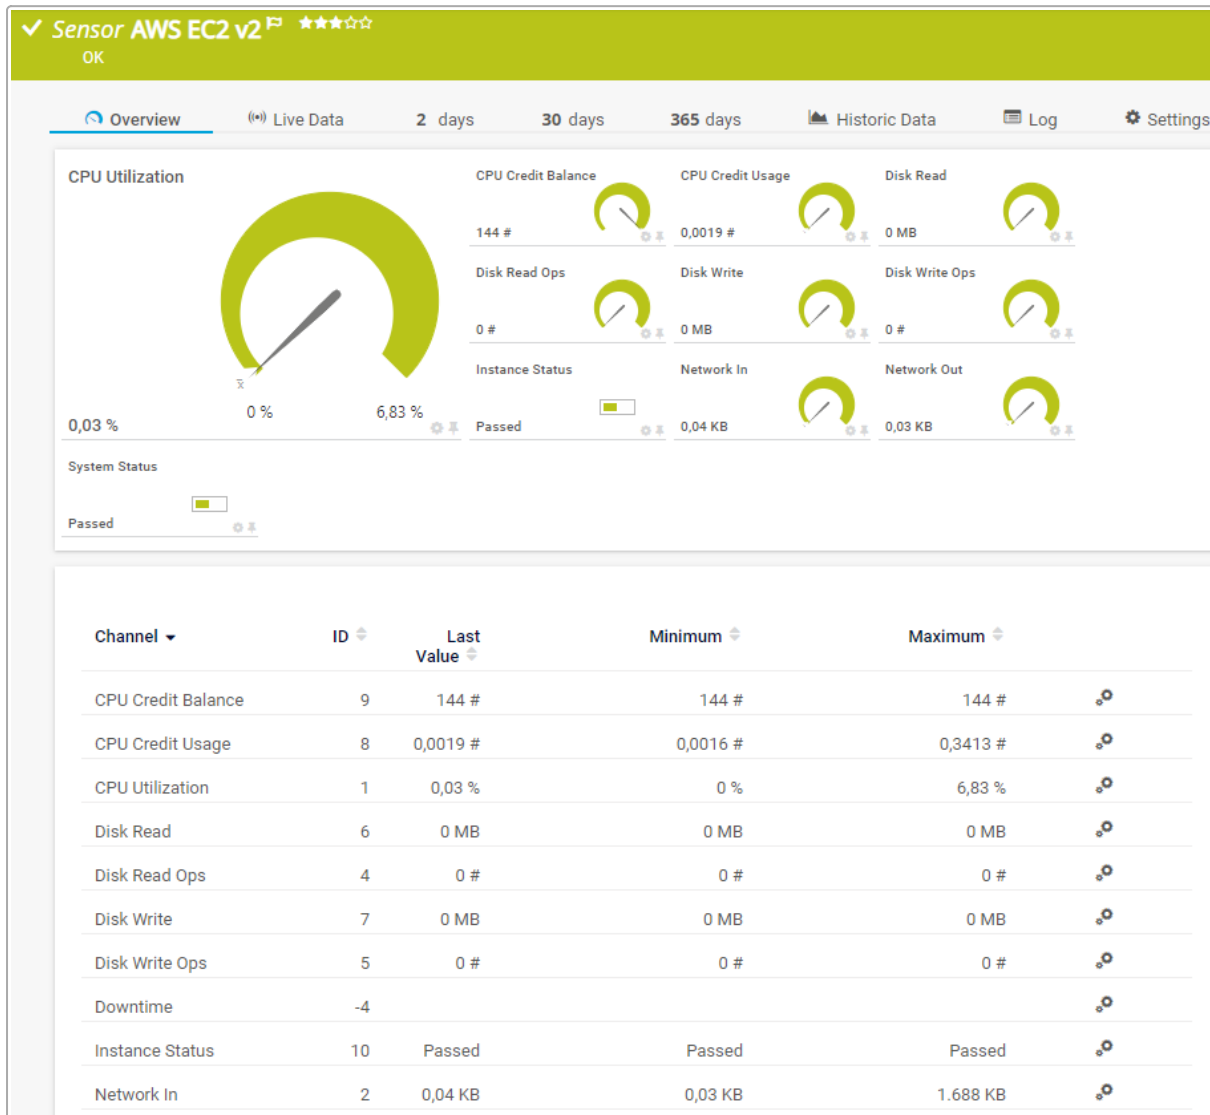 Sensor AWS EC2 v2
OK
Overview Live Data 2 days 30 days 365 days Historic Data Log Settings
CPU Utilization
0,03 %
x̄
0 %
6,83 %
CPU Credit Balance
144 #
CPU Credit Usage
0,0019 #
Disk Read
0 MB
Disk Read Ops
0 #
Disk Write
0 MB
Disk Write Ops
0 #
Instance Status
Passed
Network In
0,04 KB
Network Out
0,03 KB
System Status
Passed
Channel ID Last Value Minimum Maximum
CPU Credit Balance 9 144 # 144 # 144 #
CPU Credit Usage 8 0,0019 # 0,0016 # 0,3413 #
CPU Utilization 1 0,03 % 0 % 6,83 %
Disk Read 6 0 MB 0 MB 0 MB
Disk Read Ops 4 0 # 0 # 0 #
Disk Write 7 0 MB 0 MB 0 MB
Disk Write Ops 5 0 # 0 # 0 #
Downtime -4
Instance Status 10 Passed Passed Passed
Network In 2 0,04 KB 0,03 KB 1.688 KB